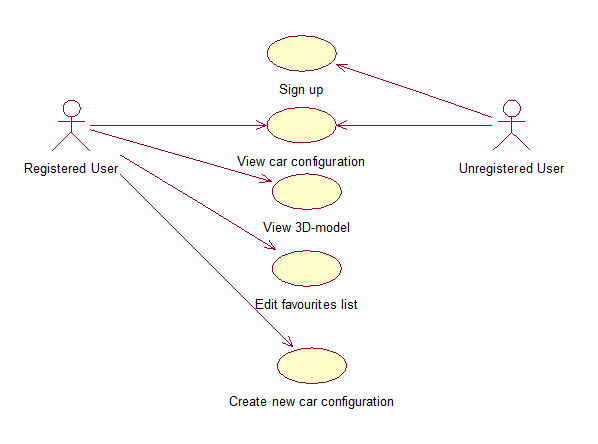 Sign up
Registered User
View car configuration
Unregistered User
View 3D-model
Edit favourites list
Create new car configuration